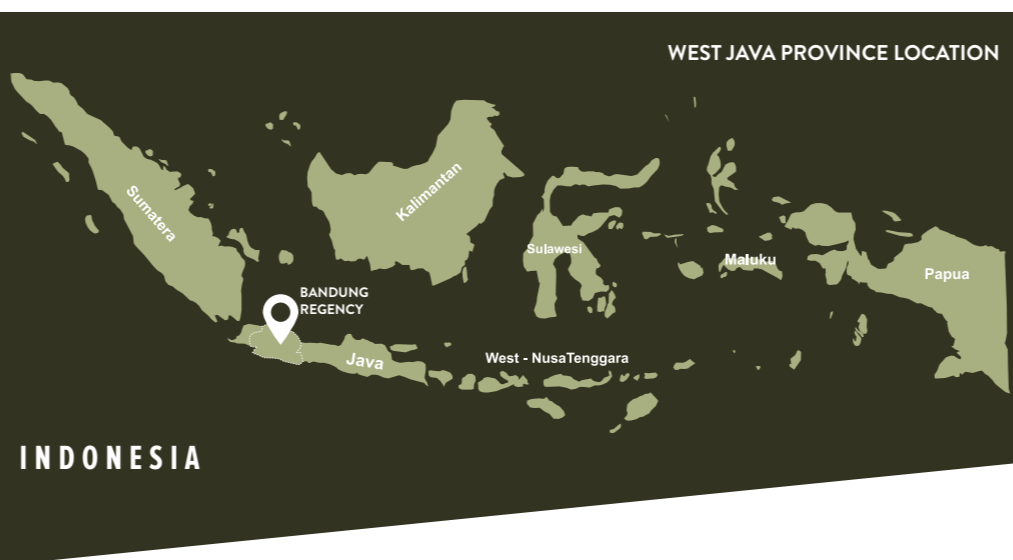 WEST JAVA PROVINCE LOCATION
Sumatera
Kalimantan
Sulawesi
Maluku
Papua
BANDUNG
REGENCY
Java
West - NusaTenggara
INDONESIA